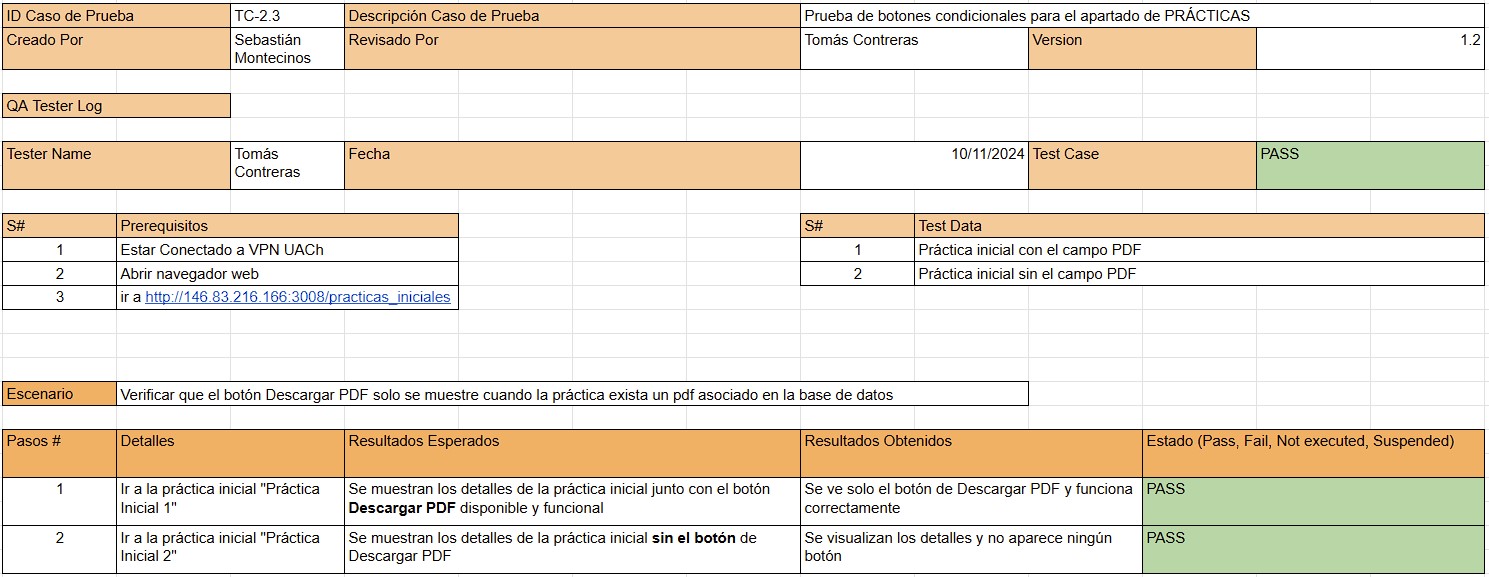 ID Caso de Prueba TC-2.3 Descripción Caso de Prueba Prueba de botones condicionales para el apartado de PRÁCTICAS
Creado Por Sebastián Montecinos Revisado Por Tomás Contreras Version 1.2
QA Tester Log
Tester Name Tomás Contreras Fecha 10/11/2024 Test Case PASS
S# Prerequisitos
1 Estar Conectado a VPN UACh
2 Abrir navegador web
3 ir a http://146.83.216.166:3008/practicas_iniciales
S# Test Data
1 Práctica inicial con el campo PDF
2 Práctica inicial sin el campo PDF
Escenario Verificar que el botón Descargar PDF solo se muestre cuando la práctica exista un pdf asociado en la base de datos
Pasos # Detalles Resultados Esperados Resultados Obtenidos Estado (Pass, Fail, Not executed, Suspended)
1 Ir a la práctica inicial "Práctica Inicial 1" Se muestran los detalles de la práctica inicial junto con el botón Descargar PDF disponible y funcional Se ve solo el botón de Descargar PDF y funciona correctamente PASS
2 Ir a la práctica inicial "Práctica Inicial 2" Se muestran los detalles de la práctica inicial sin el botón de Descargar PDF Se visualizan los detalles y no aparece ningún botón PASS